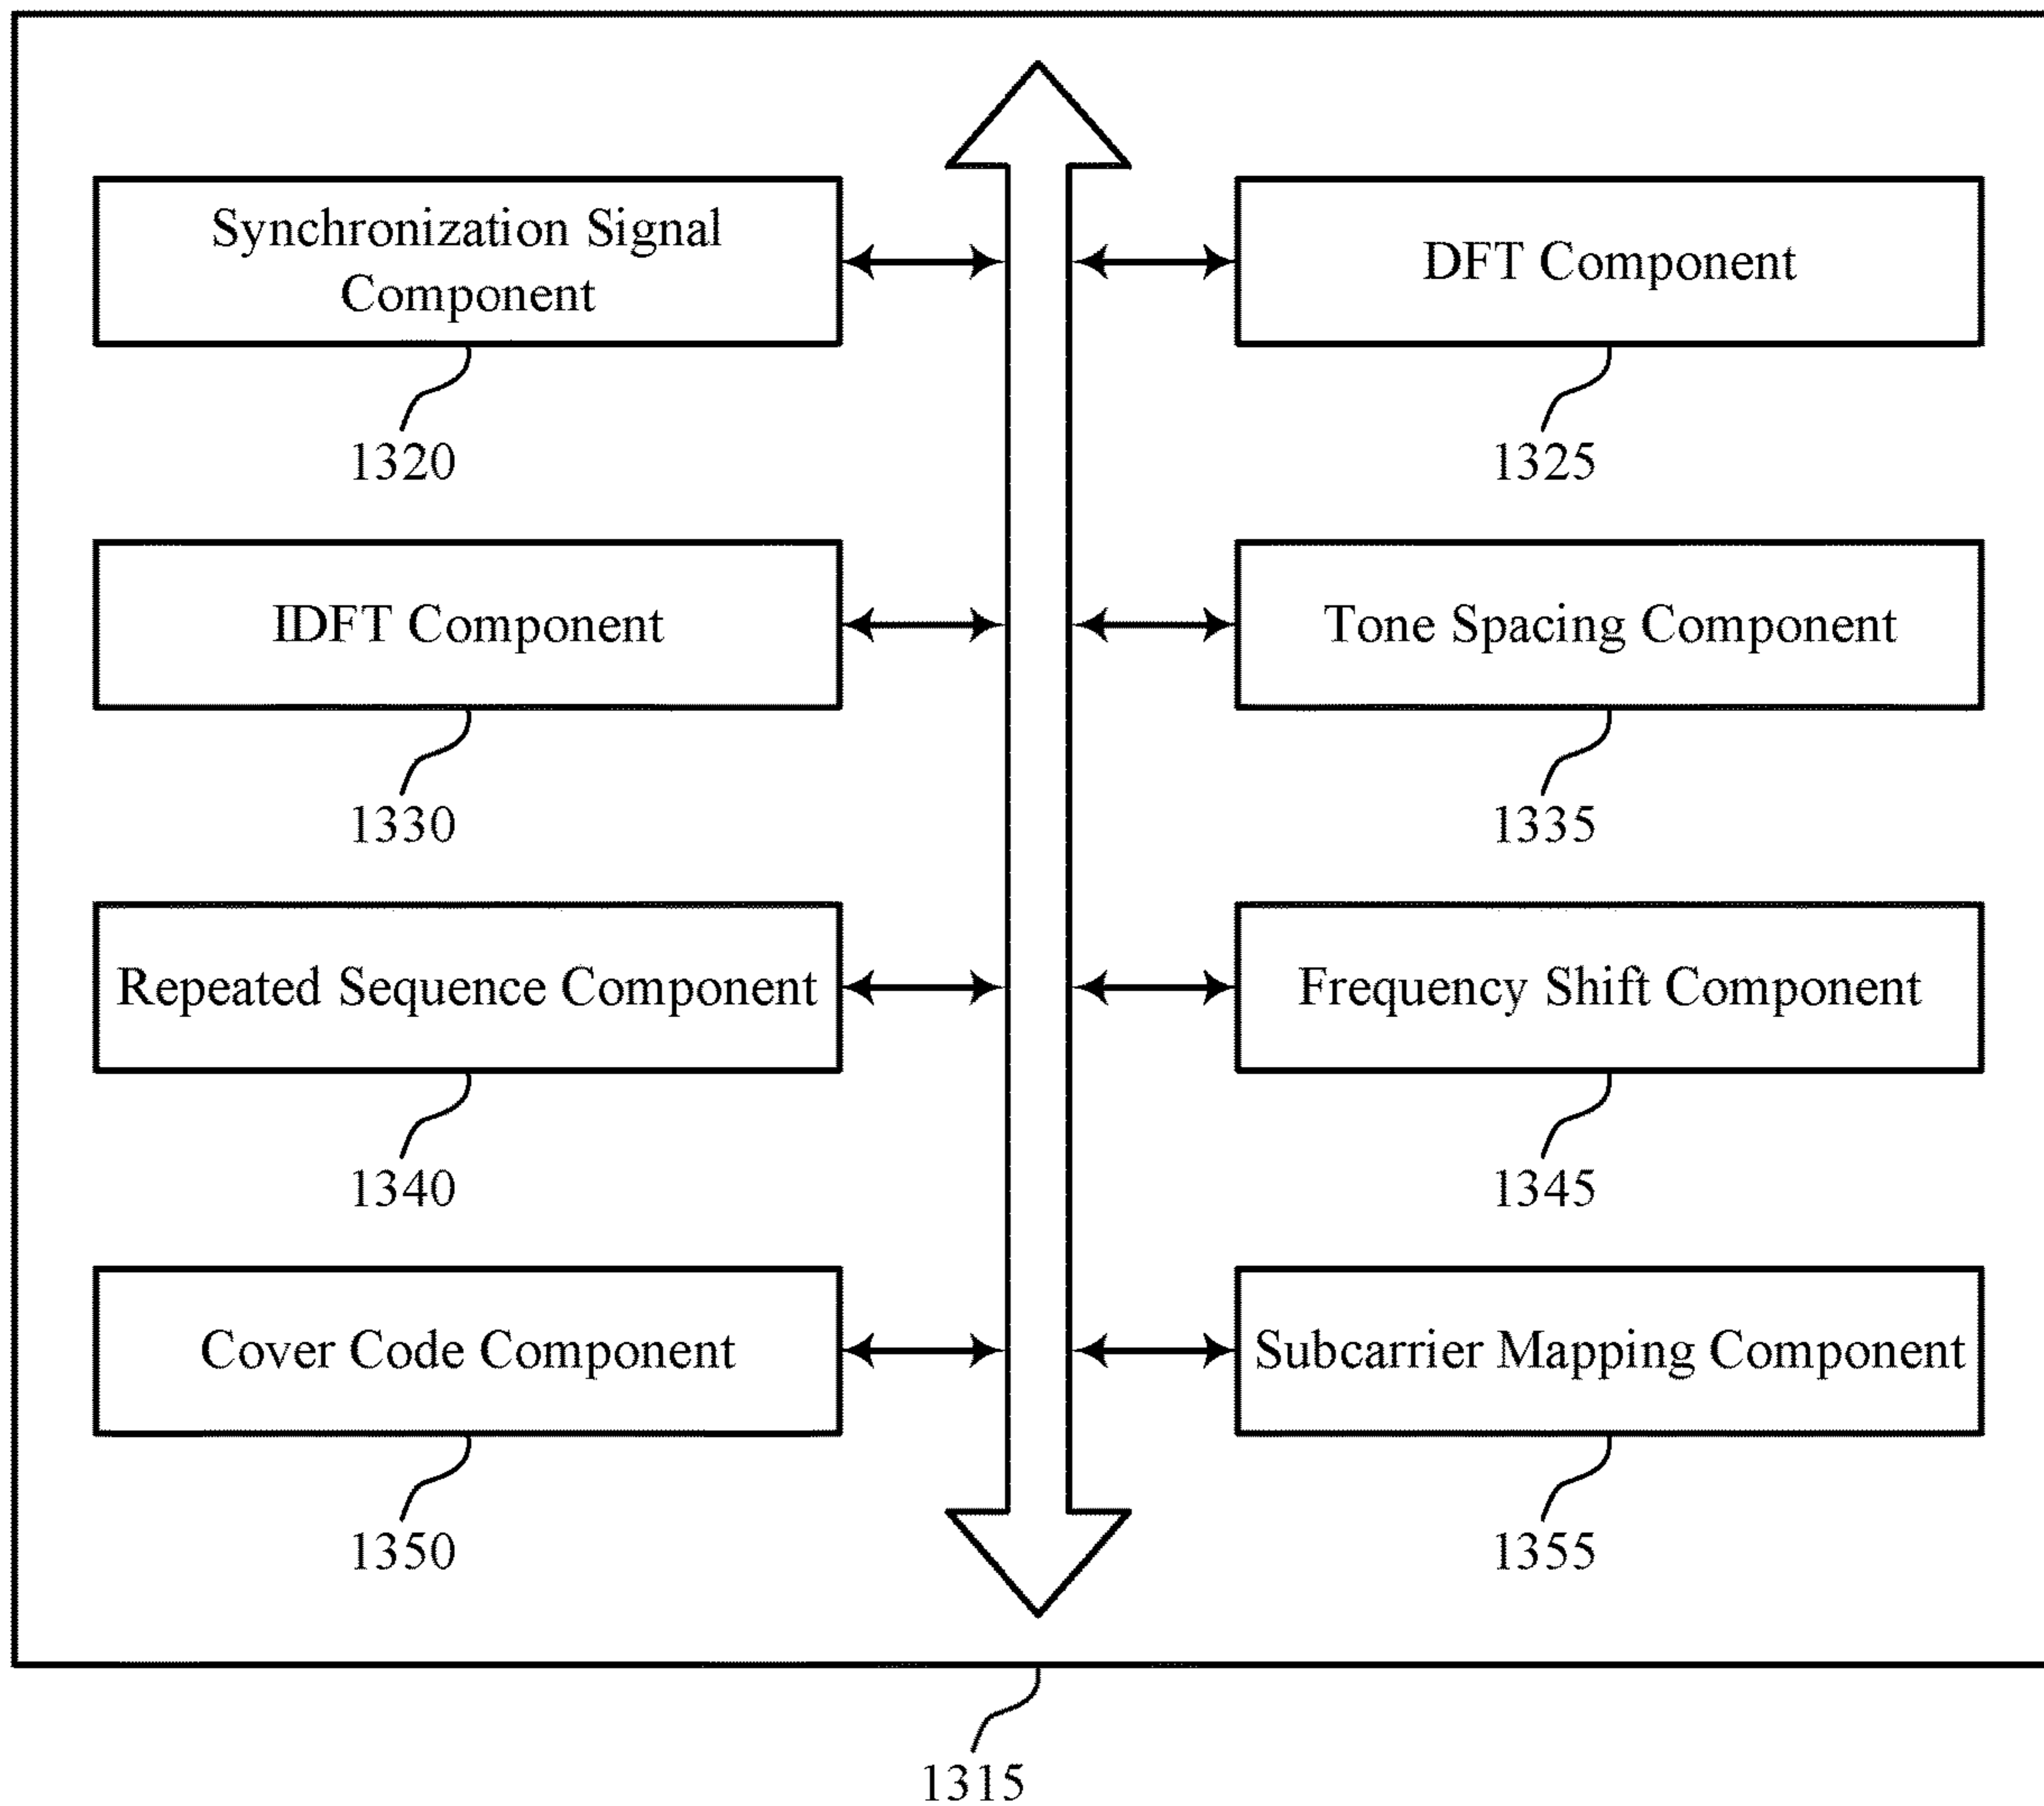 Synchronization Signal
Component
1320
DFT Component
1325
IDFT Component
1330
Tone Spacing Component
1335
Repeated Sequence Component
1340
Frequency Shift Component
1345
Cover Code Component
1350
Subcarrier Mapping Component
1355
1315